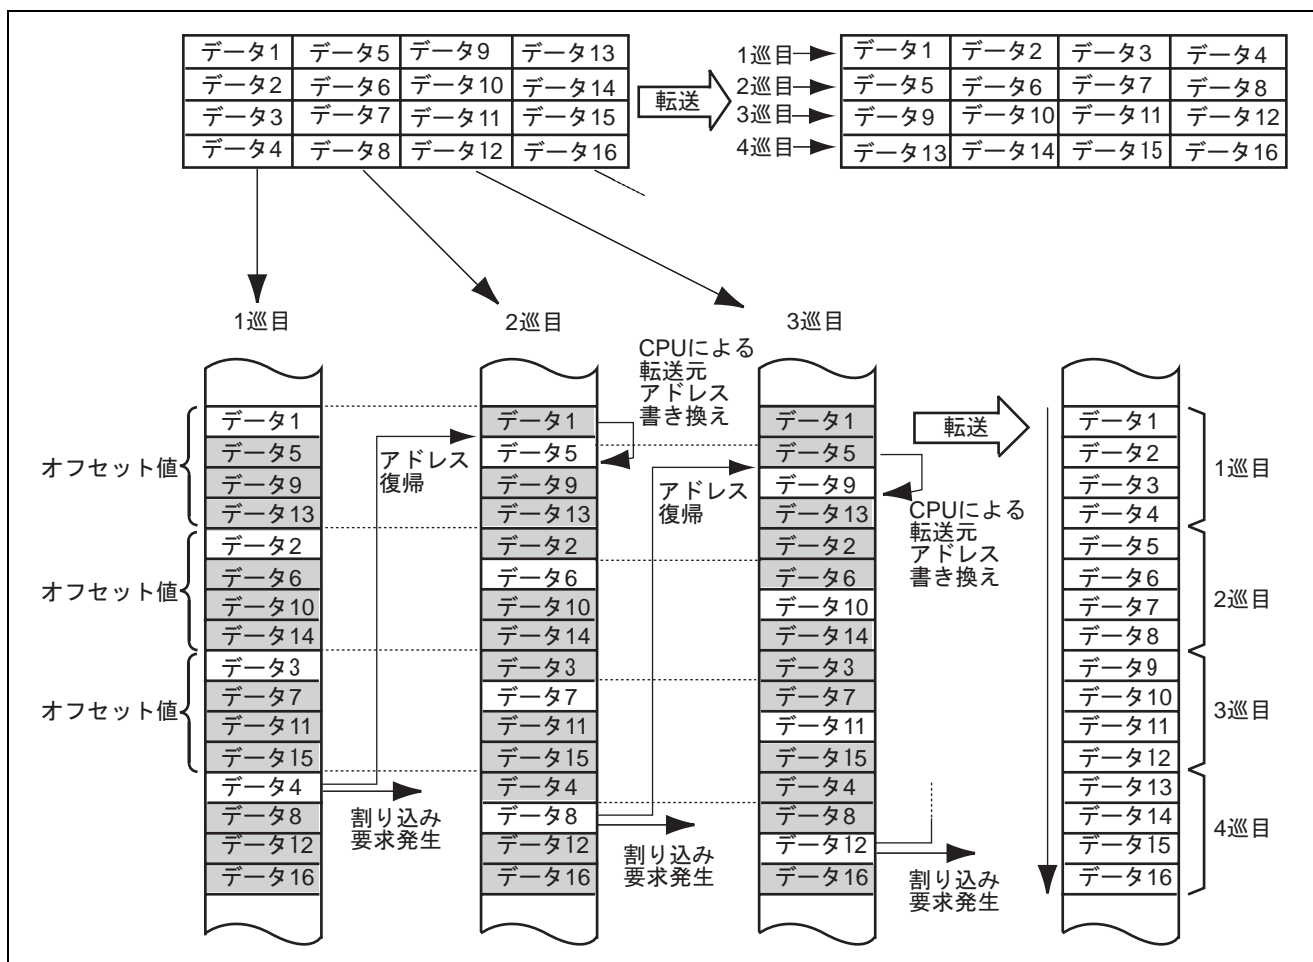 データ1 データ5 データ9 データ13
データ2 データ6 データ10 データ14
データ3 データ7 データ11 データ15
データ4 データ8 データ12 データ16
転送
1巡目 データ1 データ2 データ3 データ4
2巡目 データ5 データ6 データ7 データ8
3巡目 データ9 データ10 データ11 データ12
4巡目 データ13 データ14 データ15 データ16
1巡目
データ1
データ5
データ9
データ13
データ2
データ6
データ10
データ14
データ3
データ7
データ11
データ15
データ4
データ8
データ12
データ16
オフセット値
オフセット値
オフセット値
アドレス
復帰
割り込み
要求発生
2巡目
CPUによる
転送元
アドレス
書き換え
データ1
データ5
データ9
データ13
データ2
データ6
データ10
データ14
データ3
データ7
データ11
データ15
データ4
データ8
データ12
データ16
アドレス
復帰
割り込み
要求発生
3巡目
データ1
データ5
データ9
データ13
データ2
データ6
データ10
データ14
データ3
データ7
データ11
データ15
データ4
データ8
データ12
データ16
転送
CPUによる
転送元
アドレス
書き換え
割り込み
要求発生
データ1
データ2
データ3
データ4
データ5
データ6
データ7
データ8
データ9
データ10
データ11
データ12
データ13
データ14
データ15
データ16
1巡目
2巡目
3巡目
4巡目